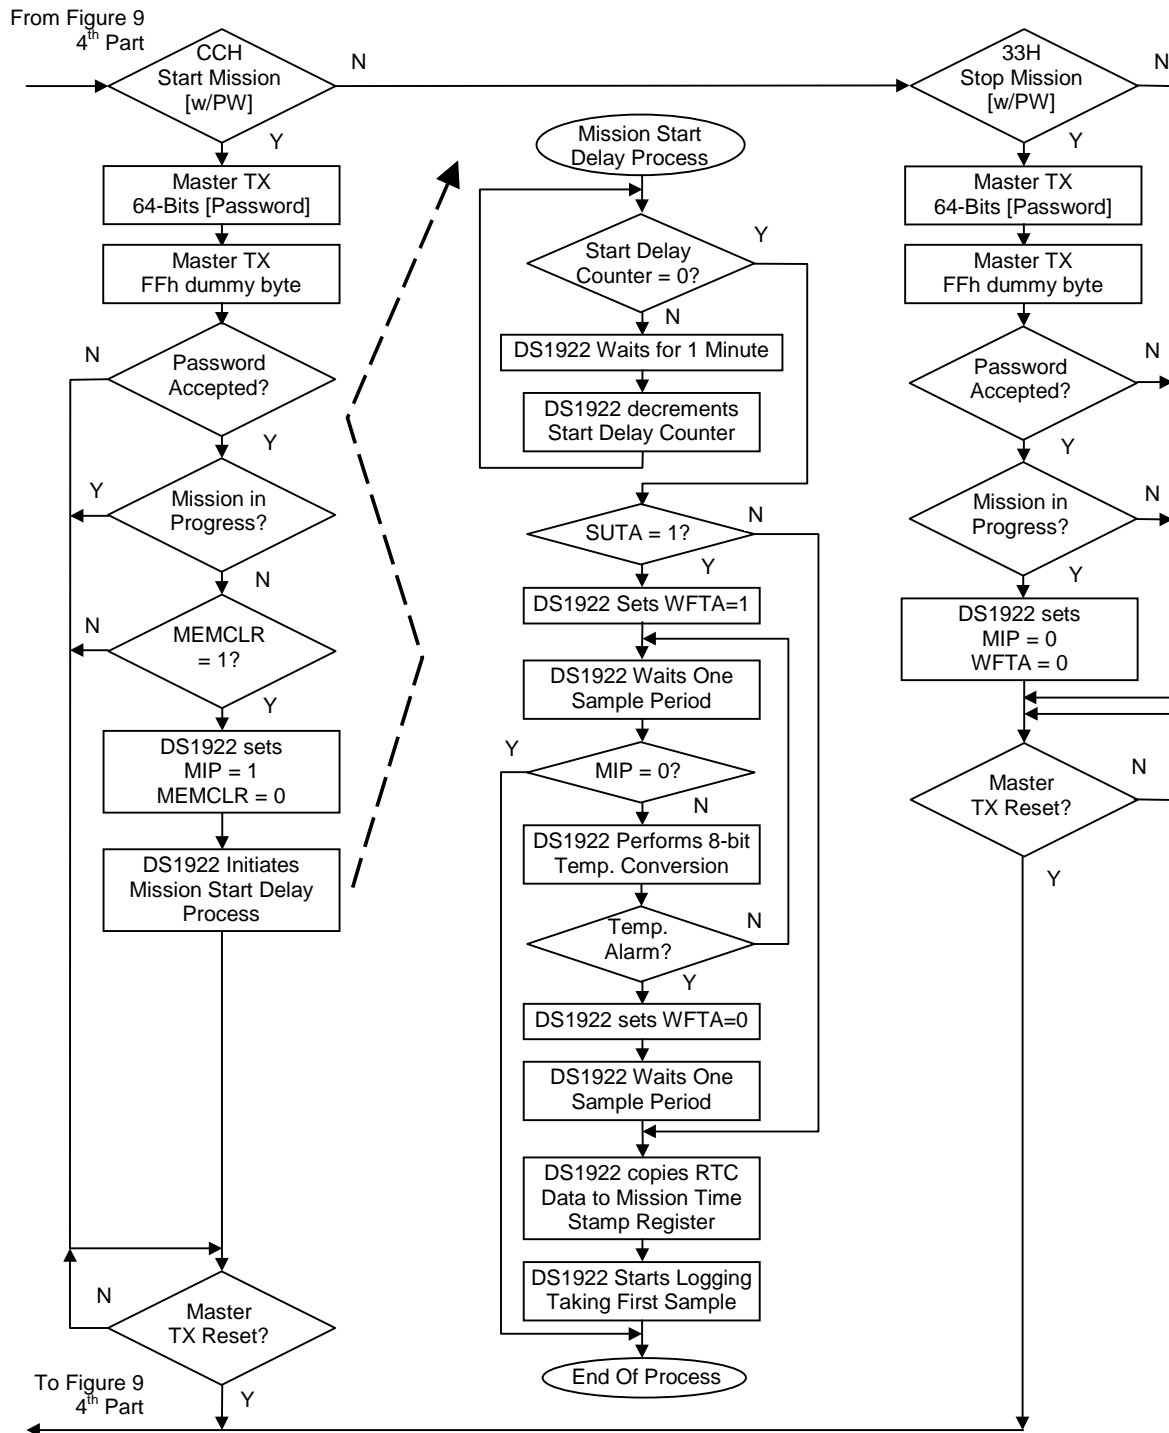 From Figure 9
4th Part
CCH
Start Mission
[w/PW]
N
Y
Master TX
64-Bits [Password]
Master TX
FFh dummy byte
N
Password
Accepted?
Y
Y
Mission in
Progress?
N
N
MEMCLR
= 1?
Y
DS1922 sets
MIP = 1
MEMCLR = 0
DS1922 Initiates
Mission Start Delay
Process
N
Master
TX Reset?
Y
To Figure 9
4th Part
Mission Start
Delay Process
Start Delay
Counter = 0?
Y
N
DS1922 Waits for 1 Minute
DS1922 decrements
Start Delay Counter
SUTA = 1?
N
Y
DS1922 Sets WFTA=1
DS1922 Waits One
Sample Period
Y
MIP = 0?
N
DS1922 Performs 8-bit
Temp. Conversion
Temp.
Alarm?
N
Y
DS1922 sets WFTA=0
DS1922 Waits One
Sample Period
DS1922 copies RTC
Data to Mission Time
Stamp Register
DS1922 Starts Logging
Taking First Sample
End Of Process
33H
Stop Mission
[w/PW]
N
Y
Master TX
64-Bits [Password]
Master TX
FFh dummy byte
Password
Accepted?
N
Y
Mission in
Progress?
N
Y
DS1922 sets
MIP = 0
WFTA = 0
Master
TX Reset?
N
Y